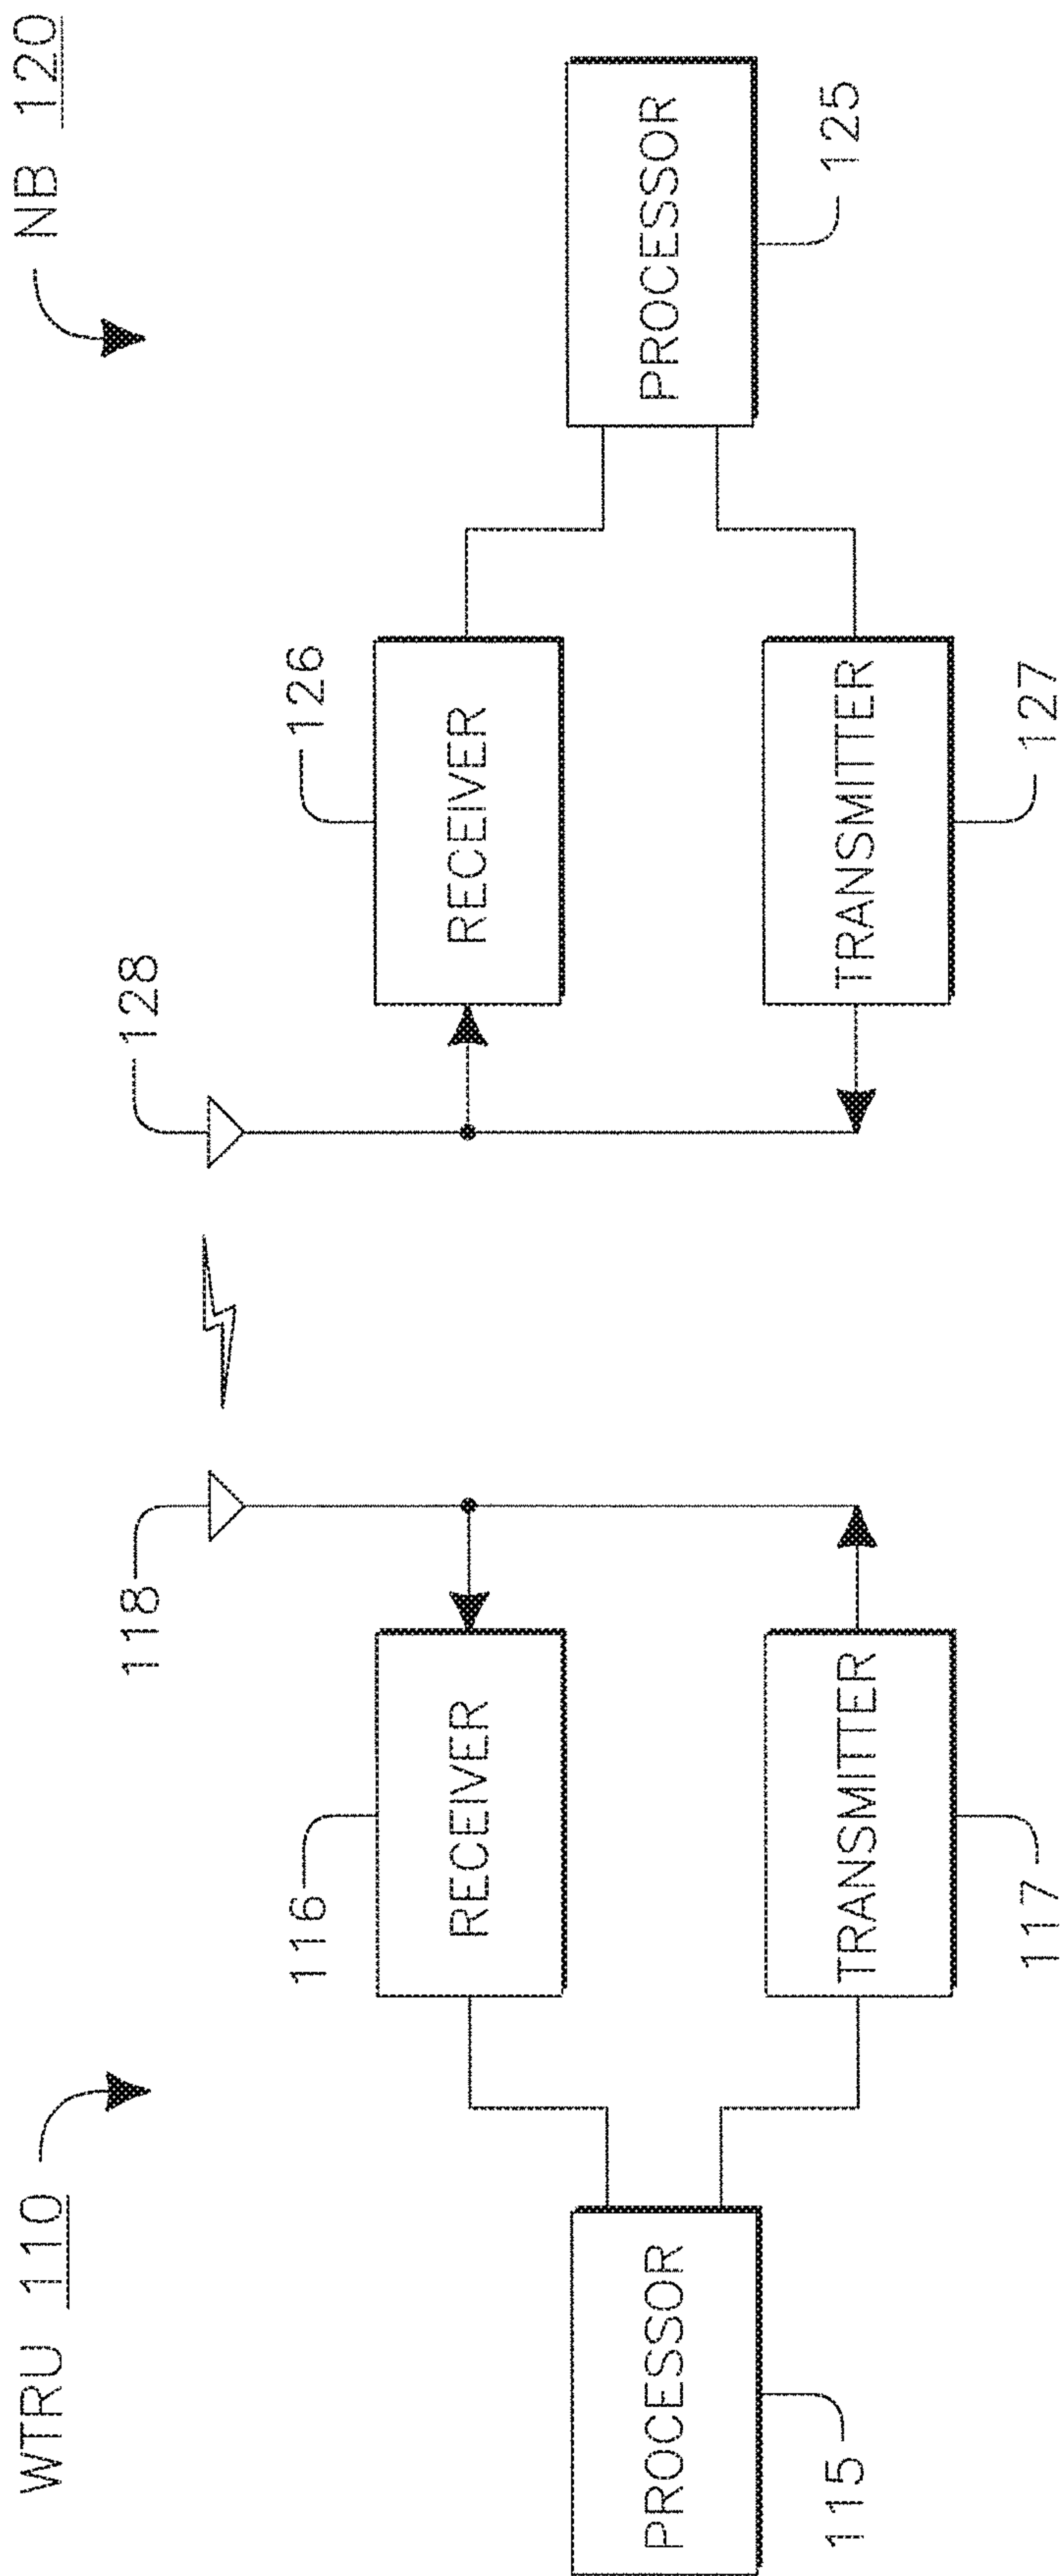 WTRU 110
NB 120
118
128
116
126
RECEIVER
RECEIVER
PROCESSOR
PROCESSOR
115
125
TRANSMITTER
TRANSMITTER
117
127